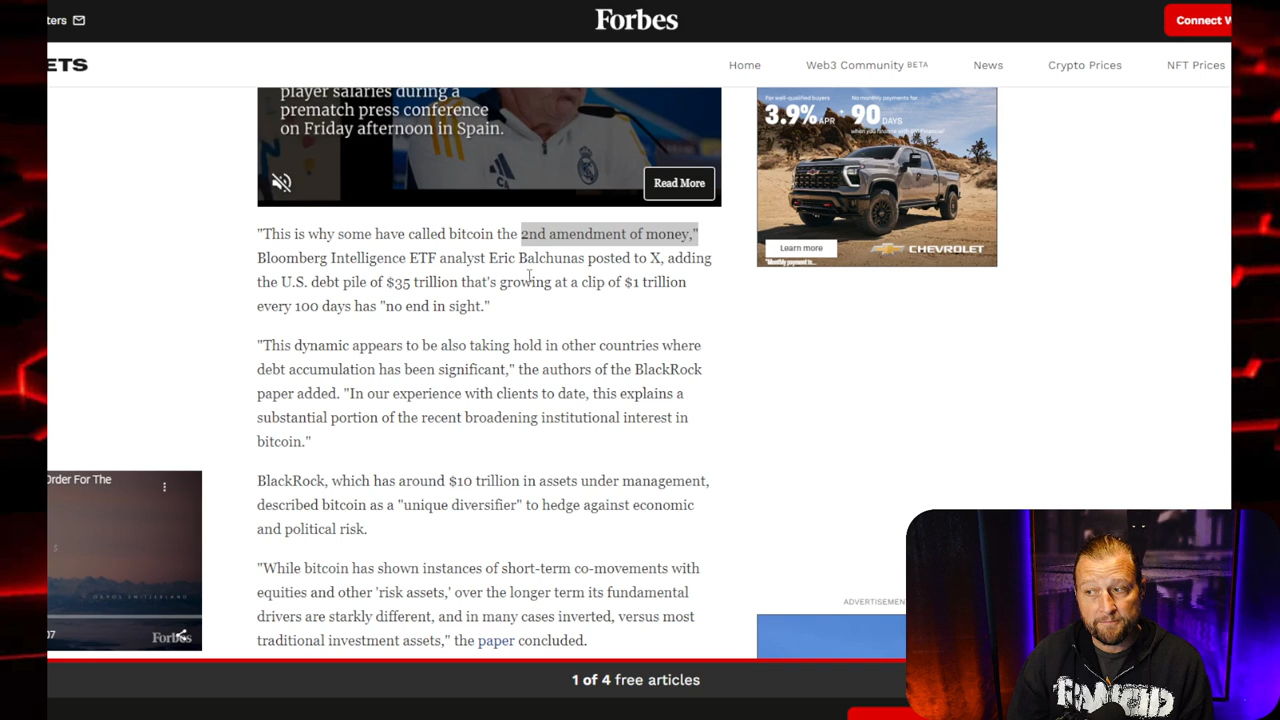 ters
Forbes
Connect W
ETS
Home
Web3 Community BETA
News
Crypto Prices
NFT Prices
player salaries during a
prematch press conference
on Friday afternoon in Spain.
Read More
For well-qualified buyers
3.9% APR + 90 DAYS
No monthly payments for
when you finance with GM Financial
Learn more
CHEVROLET
"This is why some have called bitcoin the 2nd amendment of money,"
Bloomberg Intelligence ETF analyst Eric Balchunas posted to X, adding
the U.S. debt pile of $35 trillion that's growing at a clip of $1 trillion
every 100 days has "no end in sight."
"This dynamic appears to be also taking hold in other countries where
debt accumulation has been significant," the authors of the BlackRock
paper added. "In our experience with clients to date, this explains a
substantial portion of the recent broadening institutional interest in
bitcoin."
BlackRock, which has around $10 trillion in assets under management,
described bitcoin as a "unique diversifier" to hedge against economic
and political risk.
"While bitcoin has shown instances of short-term co-movements with
equities and other 'risk assets,' over the longer term its fundamental
drivers are starkly different, and in many cases inverted, versus most
traditional investment assets," the paper concluded.
Order For The
DAVOS SWITZERLAND
07
Forbes
ADVERTISEMEN
1 of 4 free articles
RANCID